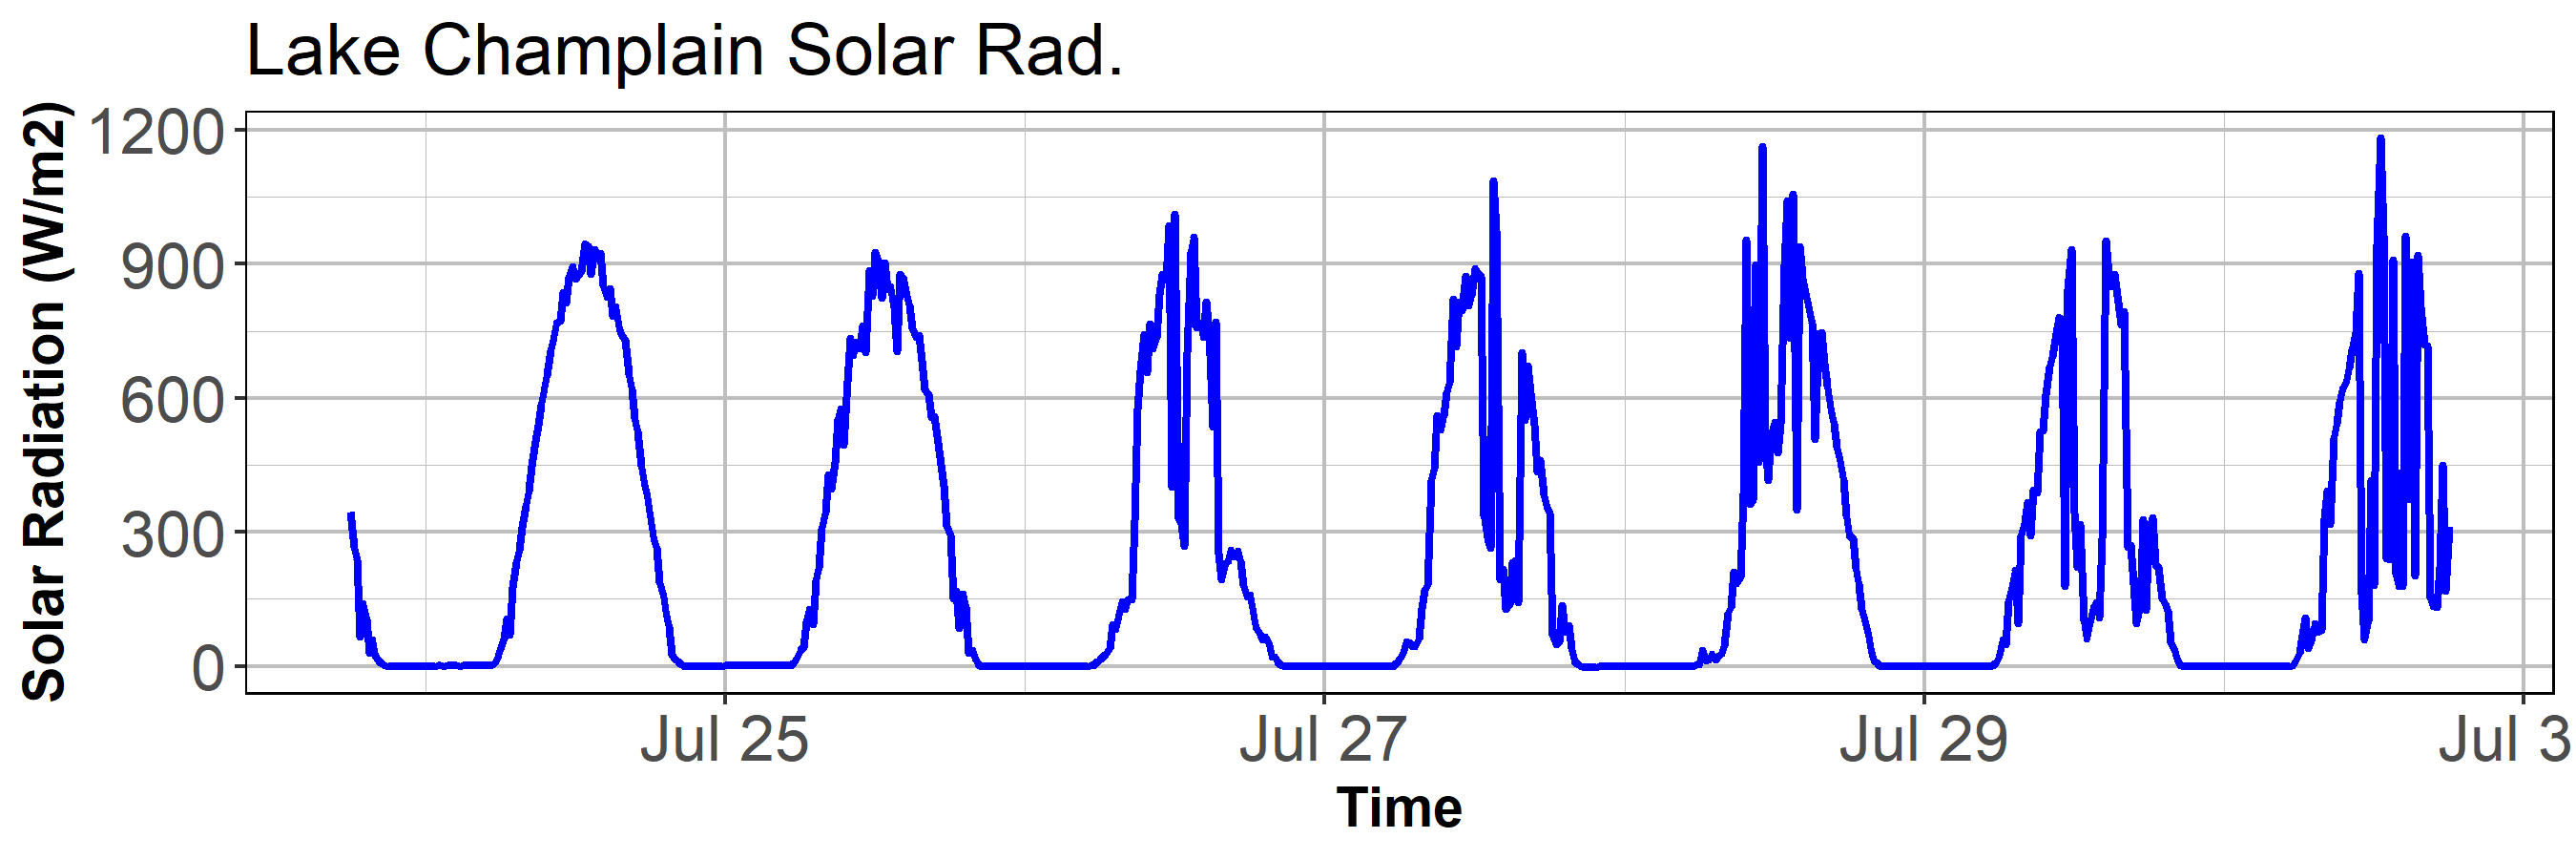 Lake Champlain Solar Rad.
Solar Radiation (W/m2)
1200
900
600
300
0
Jul 25
Jul 27
Jul 29
Jul 3
Time